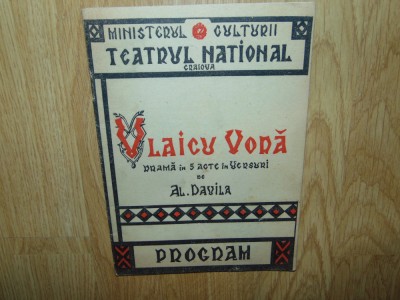 MINISTERUL CULTURII
TEATRUL NATIONAL
CRAIOVA
VLAICU VODĂ
DRAMĂ în 5 ACTE în VERSURI
DE
AL. DAVILA
PROGRAM